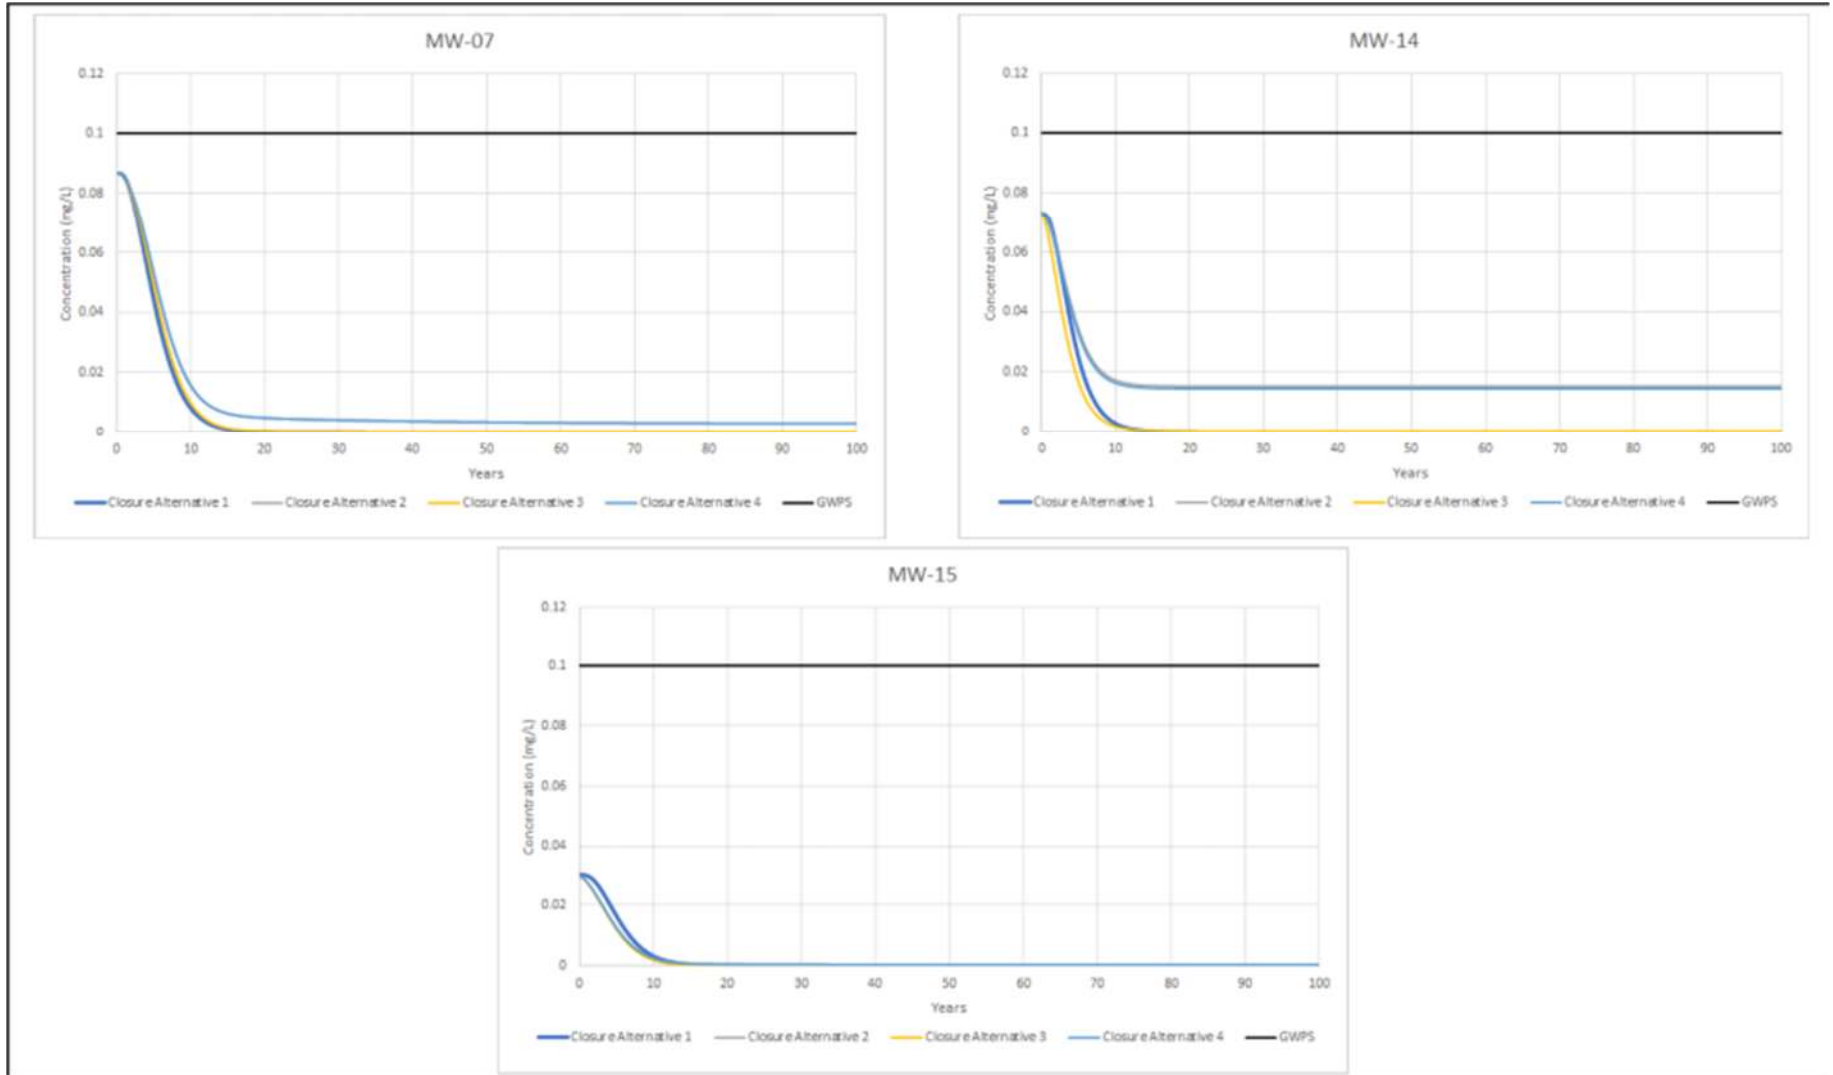 MW-07
0.12
0.1
0.08
0.06
0.04
0.02
0
Concentration (mg/L)
0 10 20 30 40 50 60 70 80 90 100
Years
Closure Alternative 1 Closure Alternative 2 Closure Alternative 3 Closure Alternative 4 GWPS
MW-14
0.12
0.1
0.08
0.06
0.04
0.02
0
Concentration (mg/L)
0 10 20 30 40 50 60 70 80 90 100
Years
Closure Alternative 1 Closure Alternative 2 Closure Alternative 3 Closure Alternative 4 GWPS
MW-15
0.12
0.1
0.08
0.06
0.04
0.02
0
Concentration (mg/L)
0 10 20 30 40 50 60 70 80 90 100
Years
Closure Alternative 1 Closure Alternative 2 Closure Alternative 3 Closure Alternative 4 GWPS